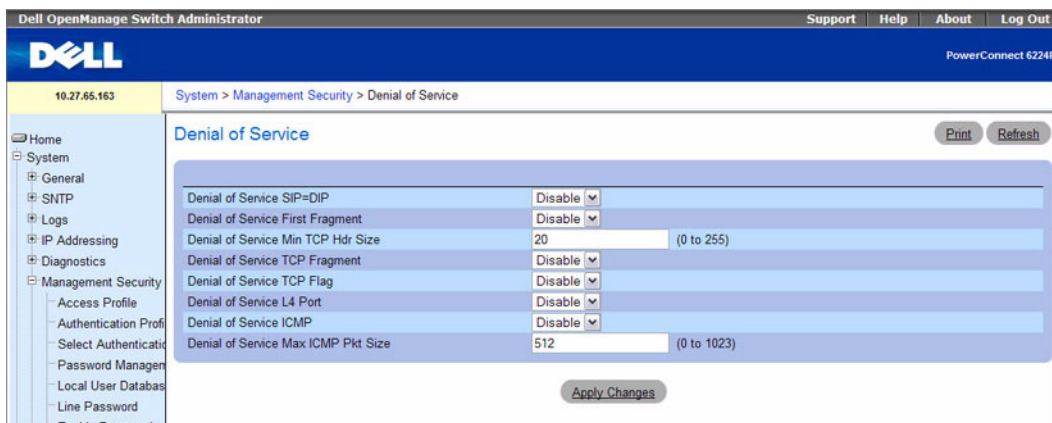 Dell OpenManage Switch Administrator Support Help About Log Out
DELL
PowerConnect 6224
10.27.65.163
System > Management Security > Denial of Service
Home
System
General
SNTP
Logs
IP Addressing
Diagnostics
Management Security
Access Profile
Authentication Profi
Select Authenticatio
Password Managem
Local User Databas
Line Password
Denial of Service
Print Refresh
Denial of Service SIP=DIP Disable
Denial of Service First Fragment Disable
Denial of Service Min TCP Hdr Size 20 (0 to 255)
Denial of Service TCP Fragment Disable
Denial of Service TCP Flag Disable
Denial of Service L4 Port Disable
Denial of Service ICMP Disable
Denial of Service Max ICMP Pkt Size 512 (0 to 1023)
Apply Changes